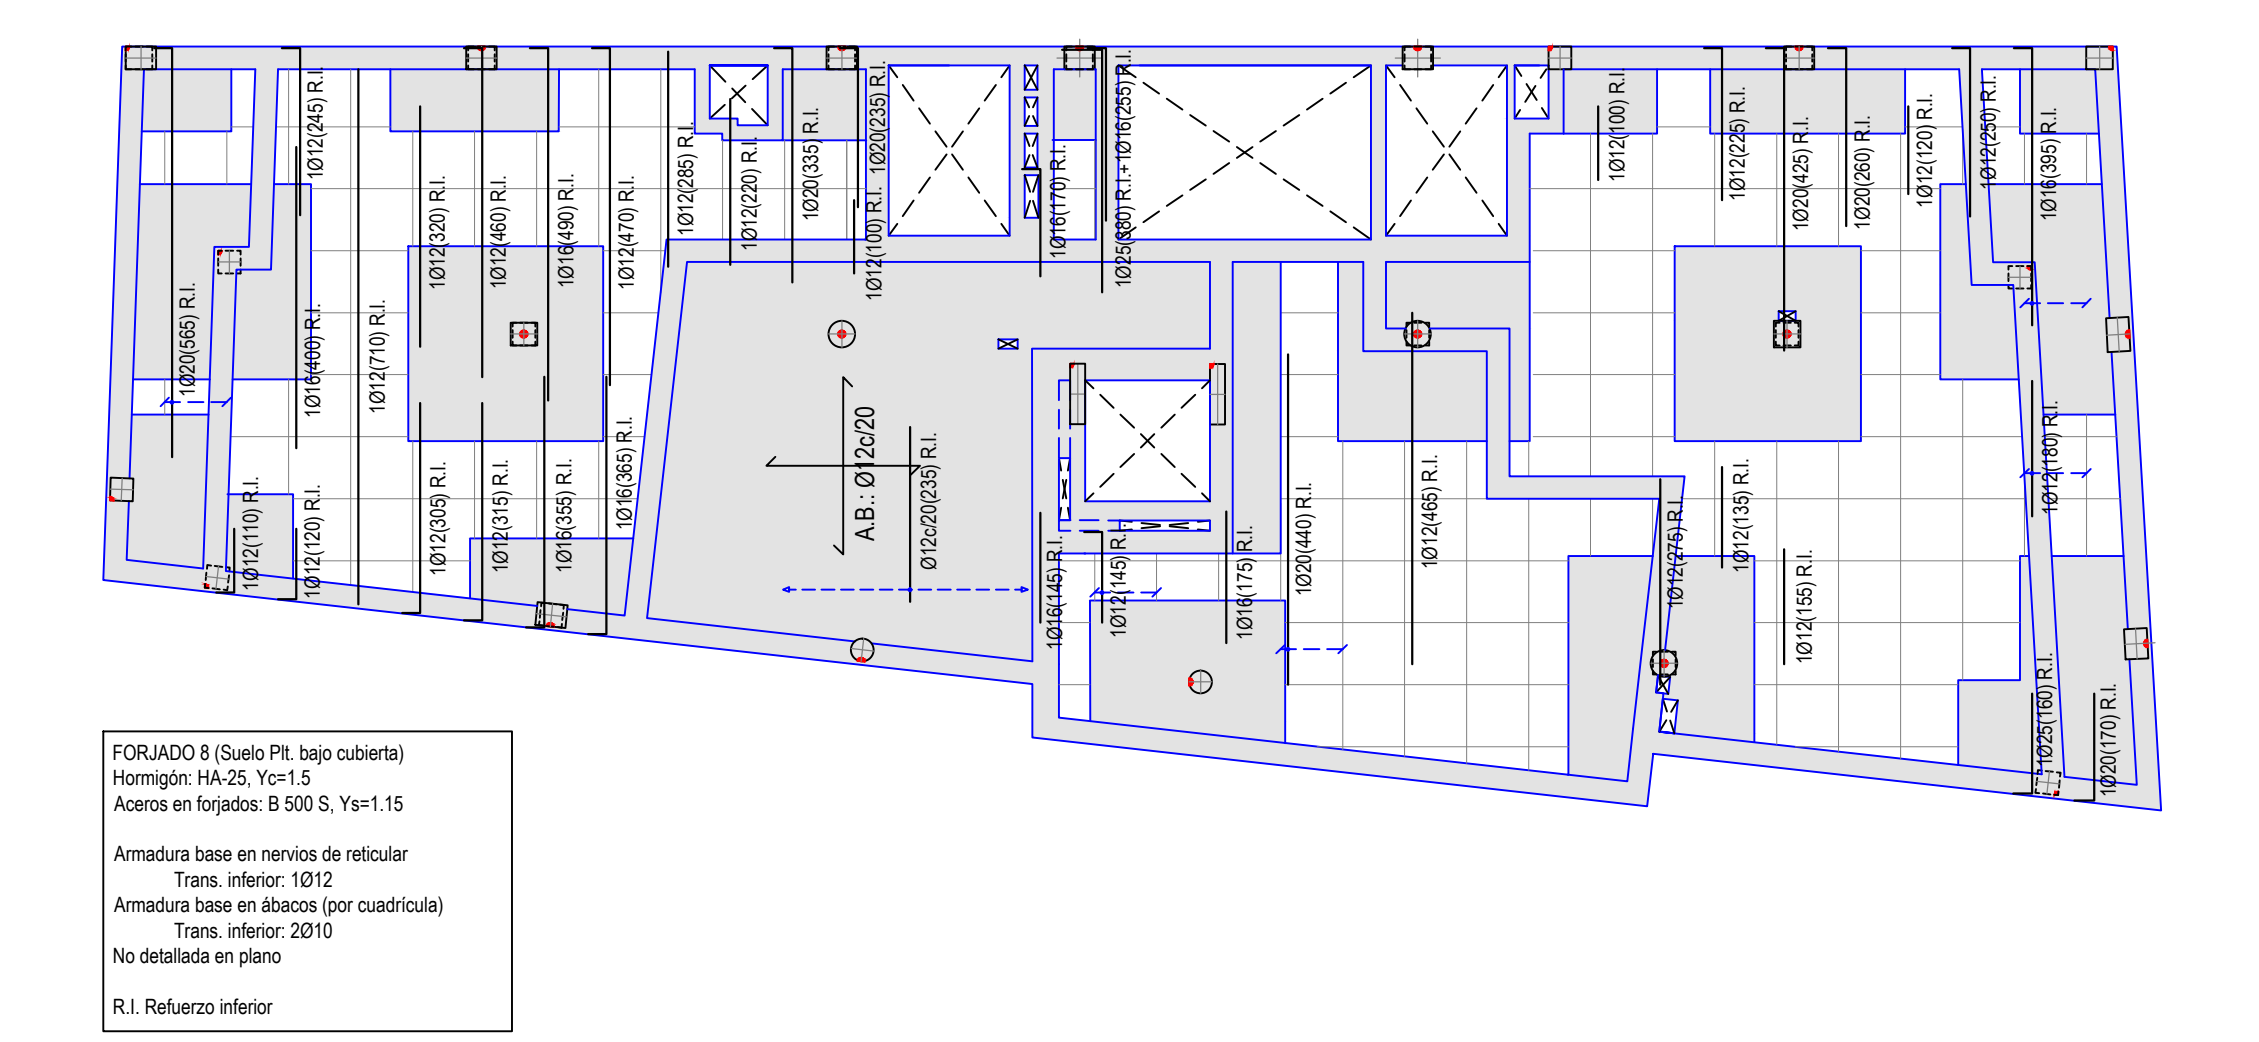 1Ø12(245) R.I.
1Ø12(320) R.I.
1Ø12(460) R.I.
1Ø16(490) R.I.
1Ø12(470) R.I.
1Ø12(285) R.I.
1Ø12(220) R.I.
1Ø20(335) R.I.
1Ø20(235) R.I.
1Ø12(100) R.I.
1Ø16(170) R.I.
1Ø25(380) R.I.+1Ø16(255) R.I.
1Ø12(100) R.I.
1Ø12(225) R.I.
1Ø20(425) R.I.
1Ø20(260) R.I.
1Ø12(120) R.I.
1Ø12(250) R.I.
1Ø16(395) R.I.
1Ø20(565) R.I.
1Ø16(400) R.I.
1Ø12(710) R.I.
1Ø12(110) R.I.
1Ø12(120) R.I.
1Ø12(305) R.I.
1Ø12(315) R.I.
1Ø16(355) R.I.
1Ø16(365) R.I.
A.B.: Ø12c/20
Ø12c/20(235) R.I.
1Ø16(145) R.I.
1Ø12(145) R.I.
1Ø16(175) R.I.
1Ø20(440) R.I.
1Ø12(465) R.I.
1Ø12(275) R.I.
1Ø12(135) R.I.
1Ø12(155) R.I.
1Ø12(180) R.I.
1Ø25(160) R.I.
1Ø20(170) R.I.
FORJADO 8 (Suelo Plt. bajo cubierta)
Hormigón: HA-25, Yc=1.5
Aceros en forjados: B 500 S, Ys=1.15
Armadura base en nervios de reticular
Trans. inferior: 1Ø12
Armadura base en ábacos (por cuadrícula)
Trans. inferior: 2Ø10
No detallada en plano
R.I. Refuerzo inferior